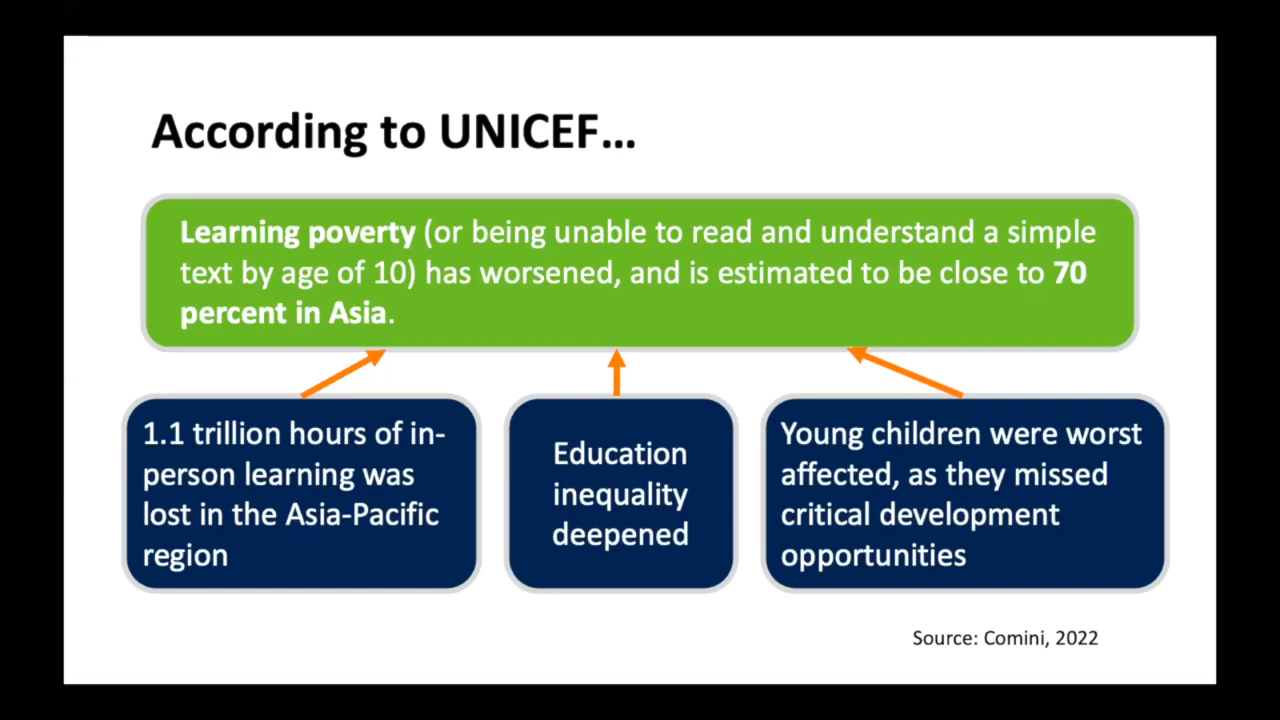 According to UNICEF...
Learning poverty (or being unable to read and understand a simple
text by age of 10) has worsened, and is estimated to be close to 70
percent in Asia.
1.1 trillion hours of in-
person learning was
lost in the Asia-Pacific
region
Education
inequality
deepened
Young children were worst
affected, as they missed
critical development
opportunities
Source: Comini, 2022